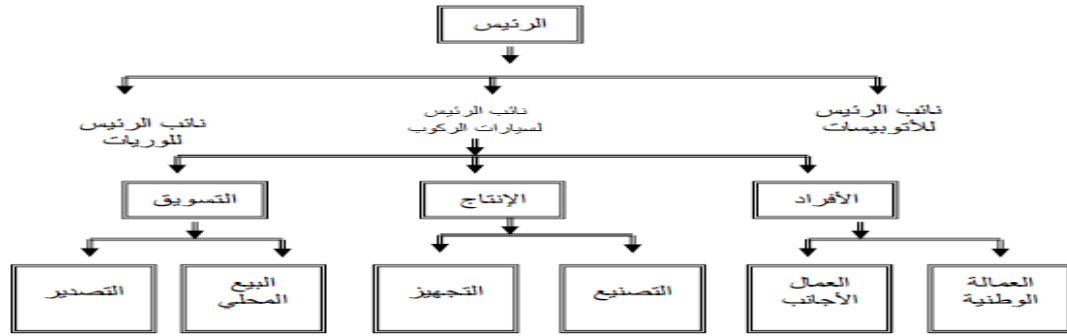 الرئيس
نائب الرئيس
للأتوبيسات
نائب الرئيس
لسيارات الركوب
نائب الرئيس
للوريات
الأفراد
الإنتاج
التسويق
العمالة
الوطنية
العمال
الأجانب
التصنيع
التجهيز
البيع
المحلي
التصدير